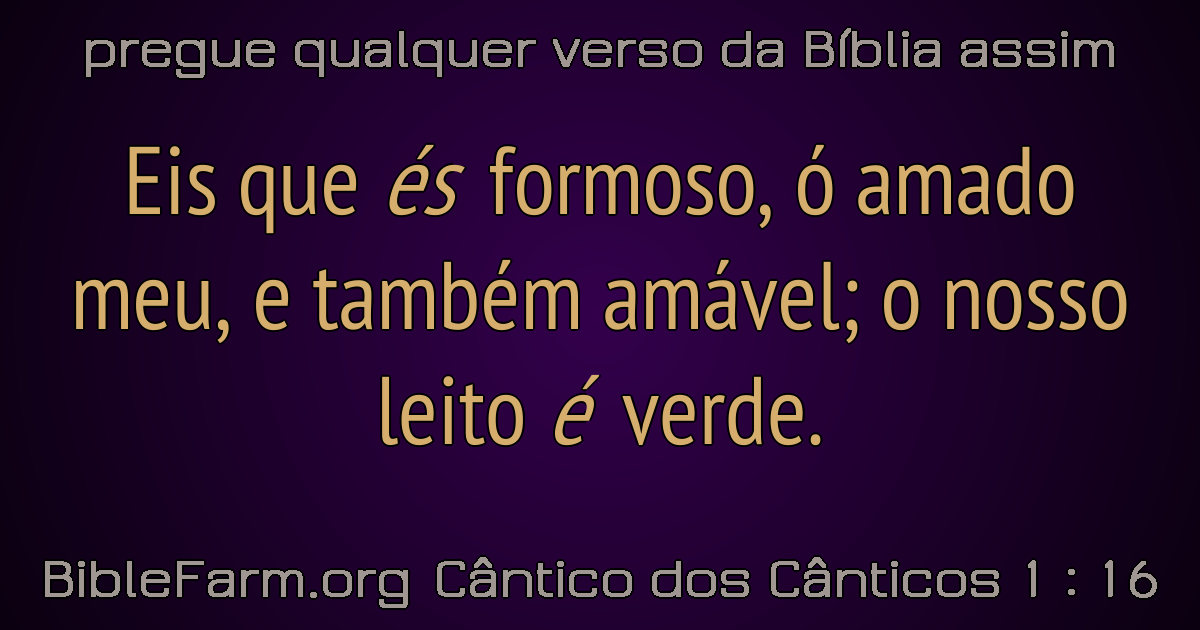 pregue qualquer verso da Bíblia assim
Eis que és formoso, ó amado
meu, e também amável; o nosso
leito é verde.
BibleFarm.org Cântico dos Cânticos 1 : 16